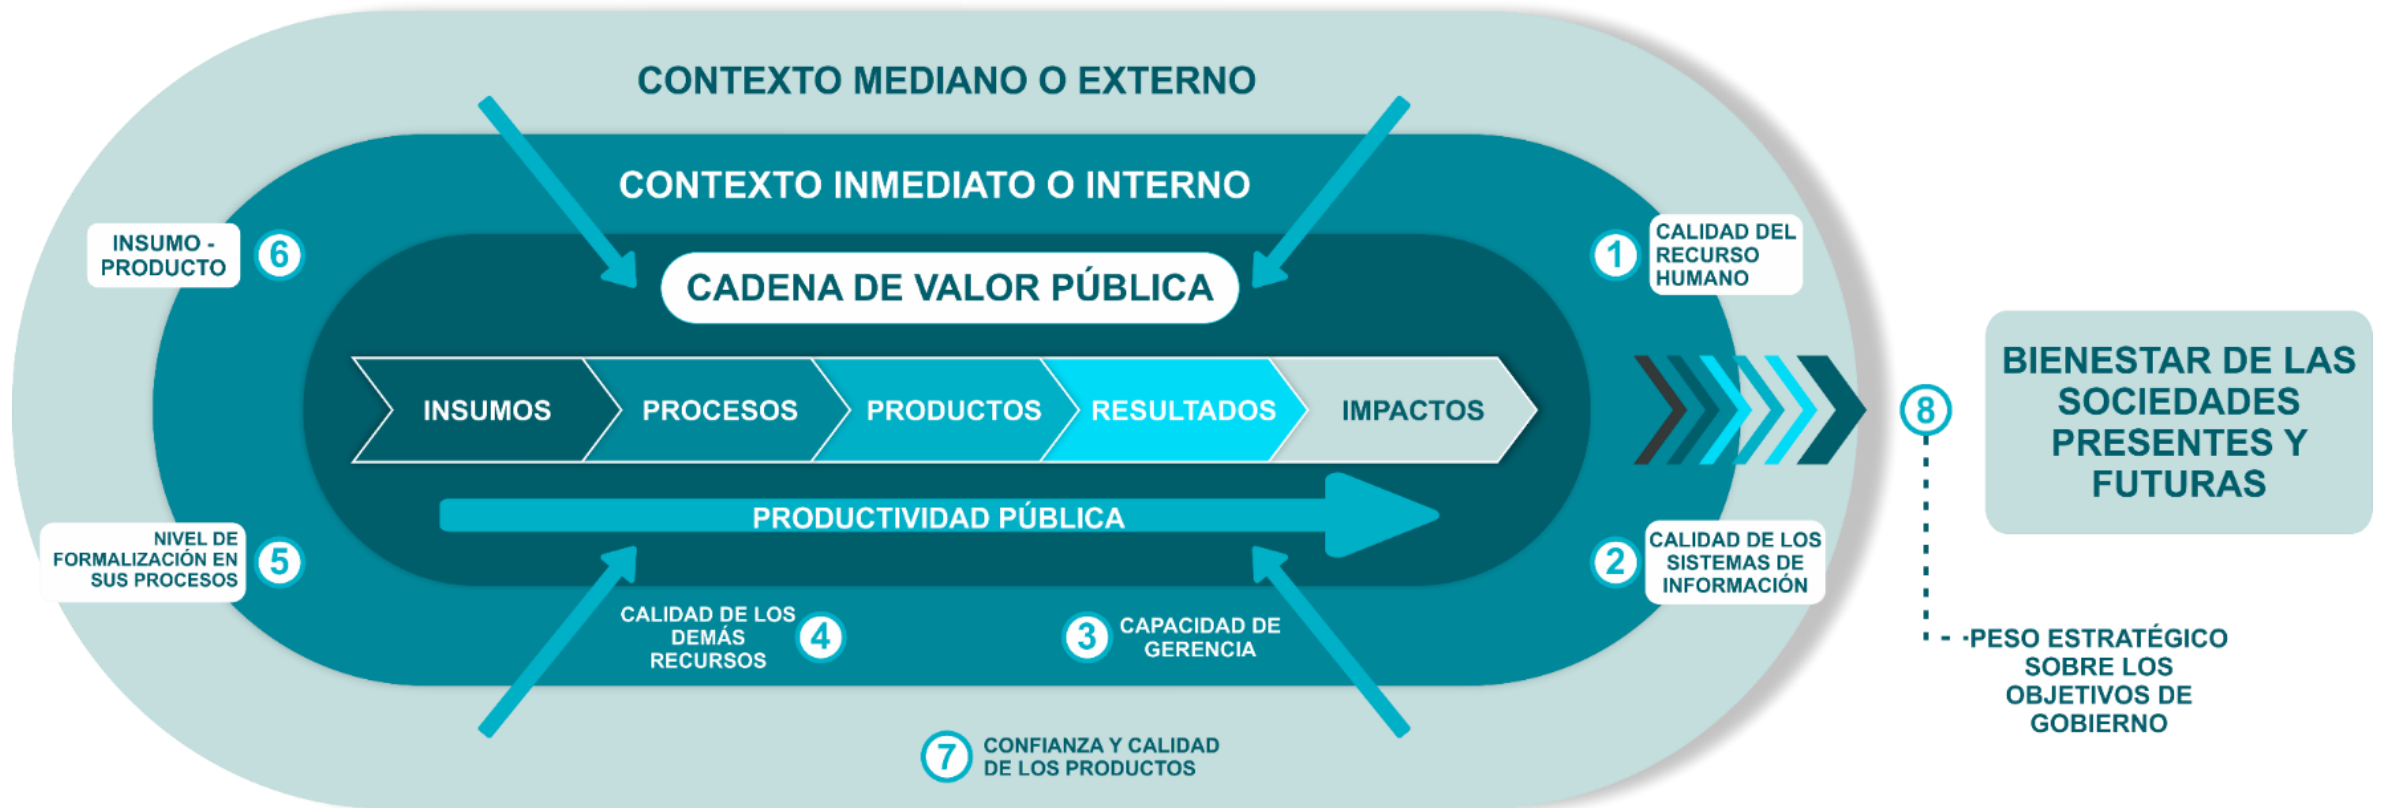 CONTEXTO MEDIANO O EXTERNO
CONTEXTO INMEDIATO O INTERNO
INSUMO -
PRODUCTO
6
1
CALIDAD DEL
RECURSO
HUMANO
CADENA DE VALOR PÚBLICA
INSUMOS
PROCESOS
PRODUCTOS
RESULTADOS
IMPACTOS
8
BIENESTAR DE LAS
SOCIEDADES
PRESENTES Y
FUTURAS
PRODUCTIVIDAD PÚBLICA
NIVEL DE
FORMALIZACIÓN EN
SUS PROCESOS
5
2
CALIDAD DE LOS
SISTEMAS DE
INFORMACIÓN
CALIDAD DE LOS
DEMÁS
RECURSOS
4
3
CAPACIDAD DE
GERENCIA
PESO ESTRATÉGICO
SOBRE LOS
OBJETIVOS DE
GOBIERNO
7
CONFIANZA Y CALIDAD
DE LOS PRODUCTOS